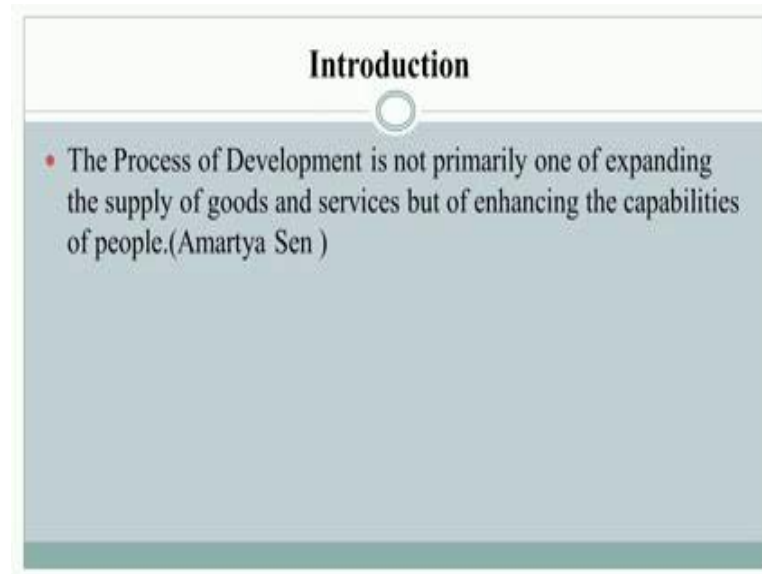 Introduction
• The Process of Development is not primarily one of expanding
the supply of goods and services but of enhancing the capabilities
of people.(Amartya Sen )